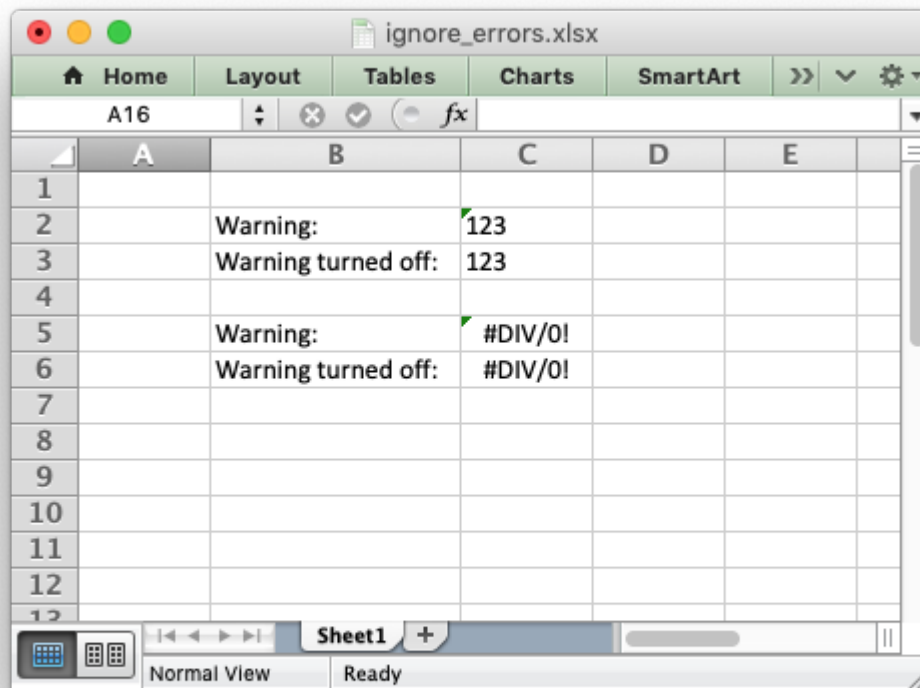 ignore_errors.xlsx
Home Layout Tables Charts SmartArt
A16 fx
A B C D E
1
2 Warning: 123
3 Warning turned off: 123
4
5 Warning: #DIV/0!
6 Warning turned off: #DIV/0!
7
8
9
10
11
12
13
Sheet1 +
Normal View Ready